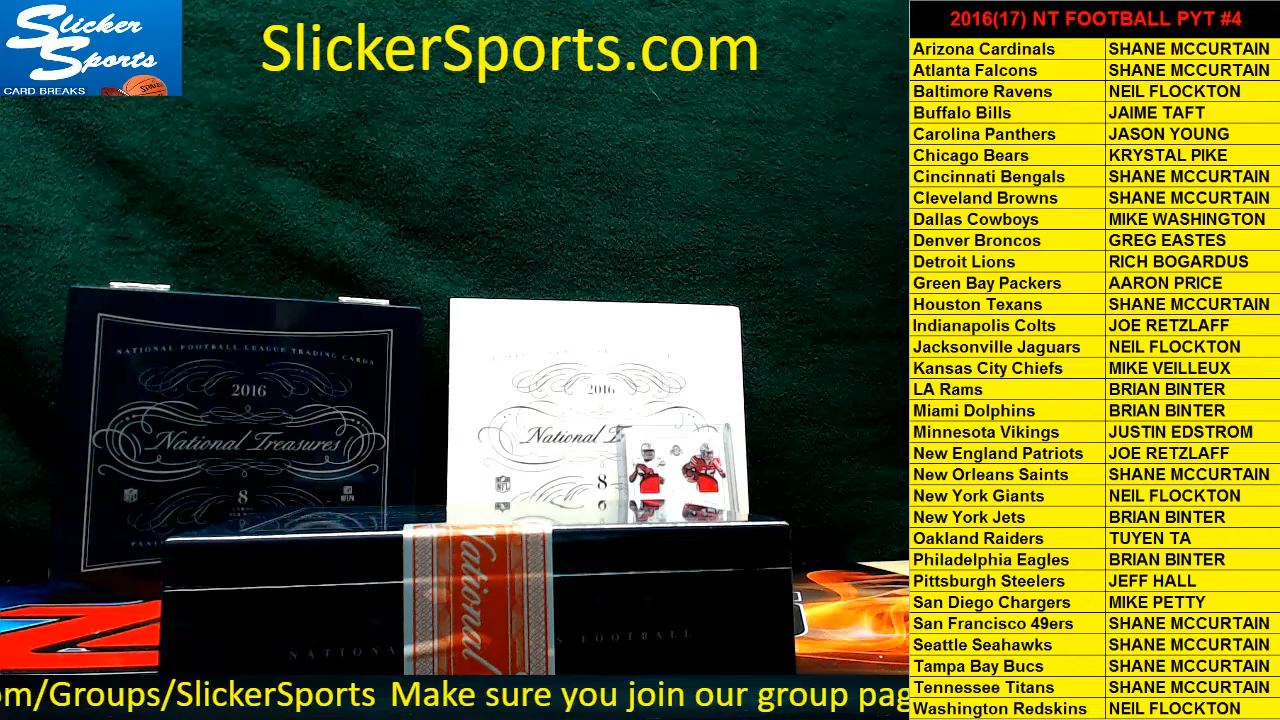 Slicker
Sports
CARD BREAKS
SPALDING
SlickerSports.com
2016(17) NT FOOTBALL PYT #4
Arizona Cardinals SHANE MCCURTAIN
Atlanta Falcons SHANE MCCURTAIN
Baltimore Ravens NEIL FLOCKTON
Buffalo Bills JAIME TAFT
Carolina Panthers JASON YOUNG
Chicago Bears KRYSTAL PIKE
Cincinnati Bengals SHANE MCCURTAIN
Cleveland Browns SHANE MCCURTAIN
Dallas Cowboys MIKE WASHINGTON
Denver Broncos GREG EASTES
Detroit Lions RICH BOGARDUS
Green Bay Packers AARON PRICE
Houston Texans SHANE MCCURTAIN
Indianapolis Colts JOE RETZLAFF
Jacksonville Jaguars NEIL FLOCKTON
Kansas City Chiefs MIKE VEILLEUX
LA Rams BRIAN BINTER
Miami Dolphins BRIAN BINTER
Minnesota Vikings JUSTIN EDSTROM
New England Patriots JOE RETZLAFF
New Orleans Saints SHANE MCCURTAIN
New York Giants NEIL FLOCKTON
New York Jets BRIAN BINTER
Oakland Raiders TUYEN TA
Philadelphia Eagles BRIAN BINTER
Pittsburgh Steelers JEFF HALL
San Diego Chargers MIKE PETTY
San Francisco 49ers SHANE MCCURTAIN
Seattle Seahawks SHANE MCCURTAIN
Tampa Bay Bucs SHANE MCCURTAIN
Tennessee Titans SHANE MCCURTAIN
Washington Redskins NEIL FLOCKTON
NATIONAL FOOTBALL LEAGUE TRADING CARDS
2016
National Treasures
NFL
8
NFLPA
2016
National T
NFL
8
National
NATIONA
S FOOTBALL
om/Groups/SlickerSports Make sure you join our group pag